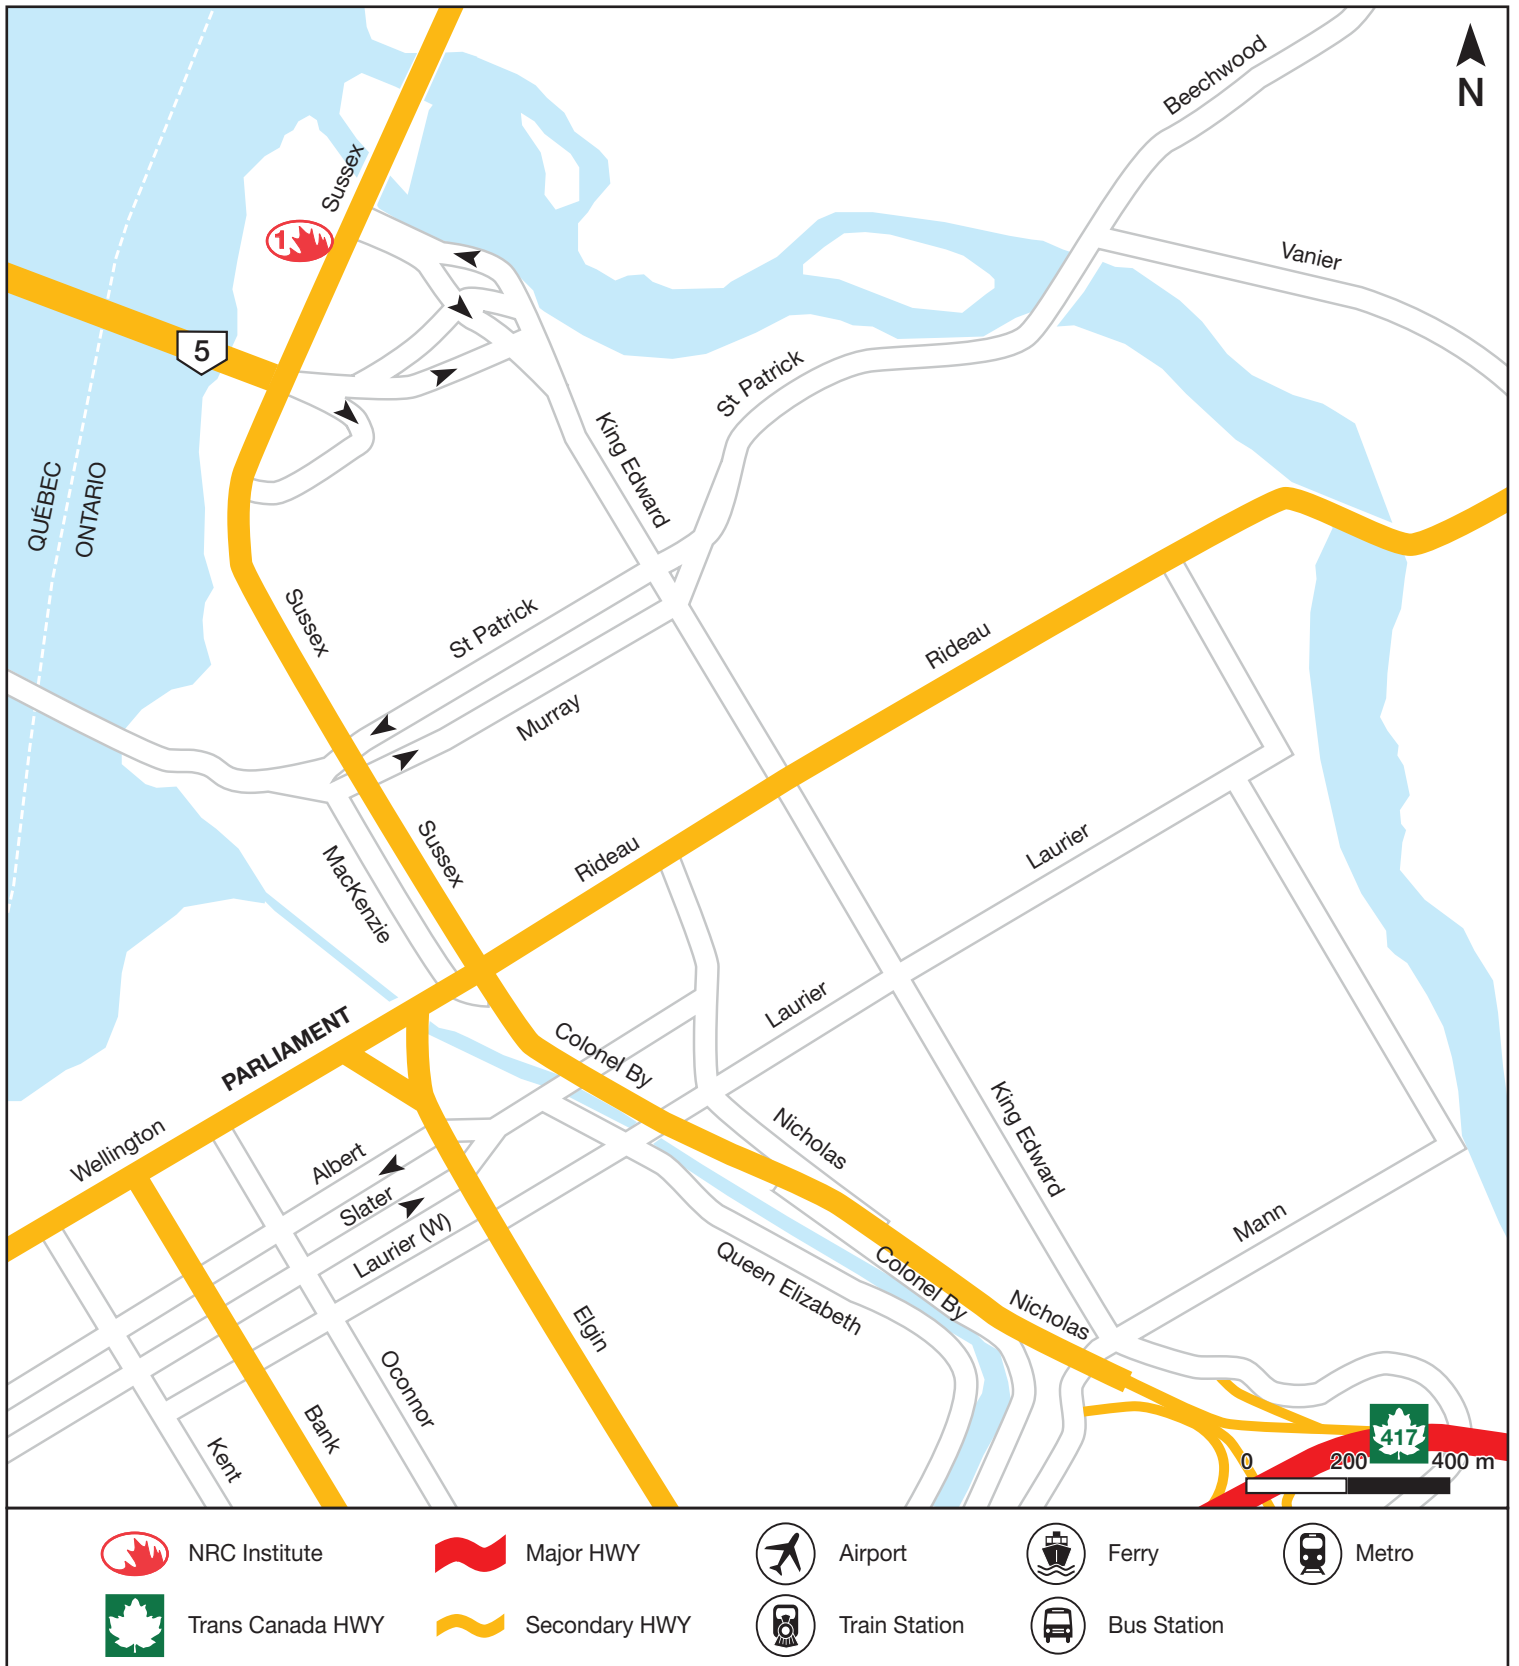 N
Beechwood
Sussex
1
Vanier
5
St Patrick
King Edward
QUÉBEC
ONTARIO
Sussex
St Patrick
Rideau
Murray
Sussex
Rideau
Laurier
MacKenzie
Laurier
PARLIAMENT
Colonel By
Nicholas
King Edward
Wellington
Albert
Slater
Laurier (W)
Mann
Queen Elizabeth
Colonel By
Nicholas
Elgin
Oconnor
Bank
Kent
417
0 200 400 m
NRC Institute
Major HWY
Airport
Ferry
Metro
Trans Canada HWY
Secondary HWY
Train Station
Bus Station